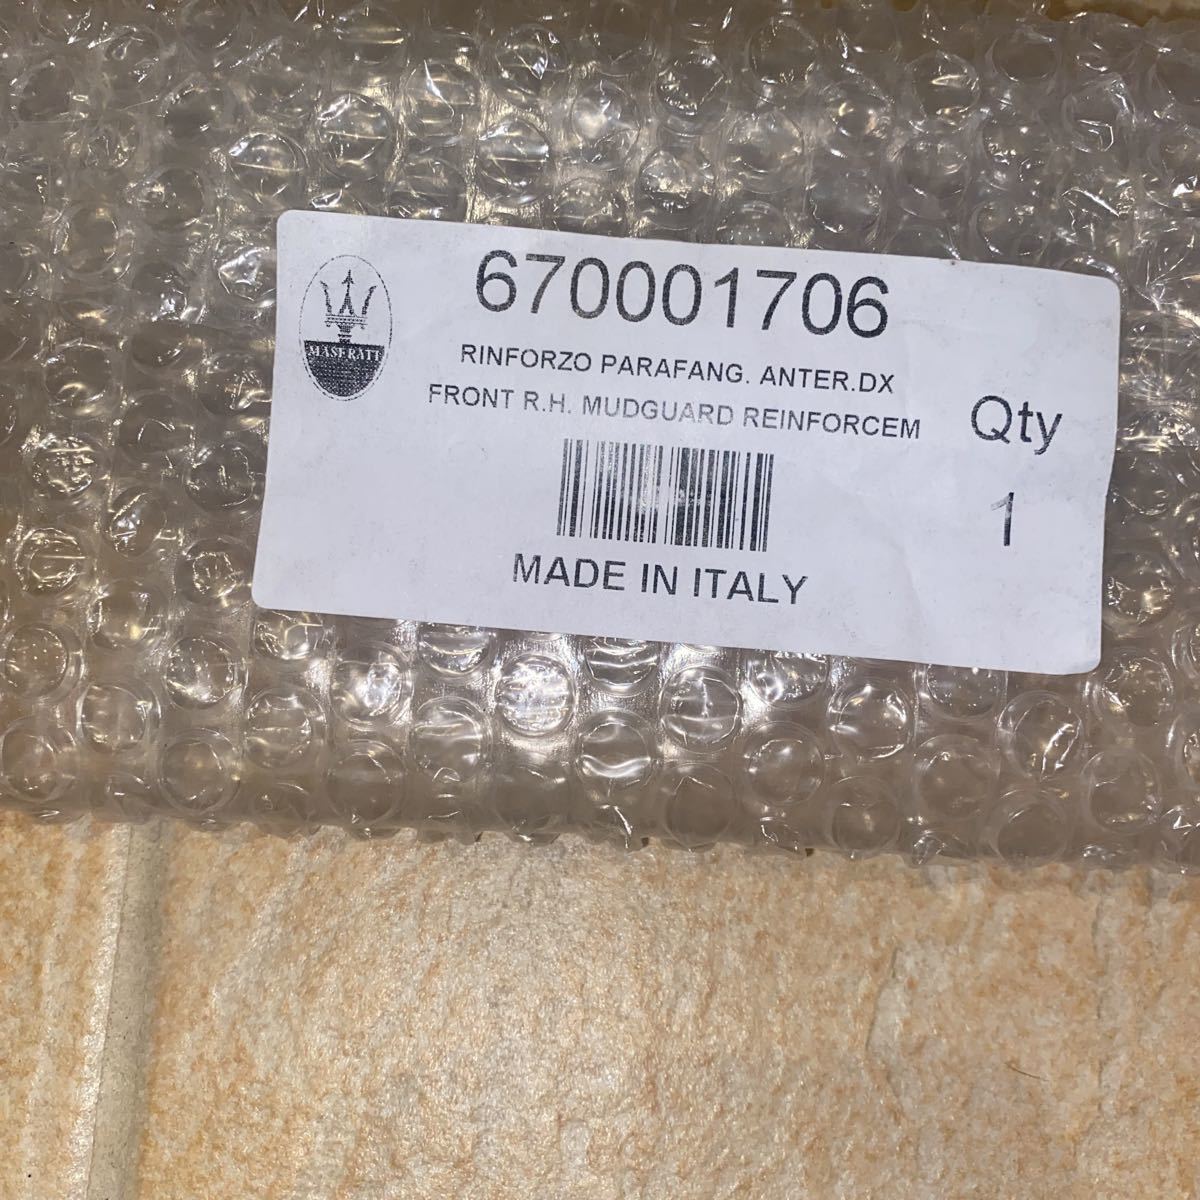 670001706
RINFORZO PARAFANG. ANTER.DX
FRONT R.H. MUDGUARD REINFORCEM
Qty
1
MASERATI
MADE IN ITALY